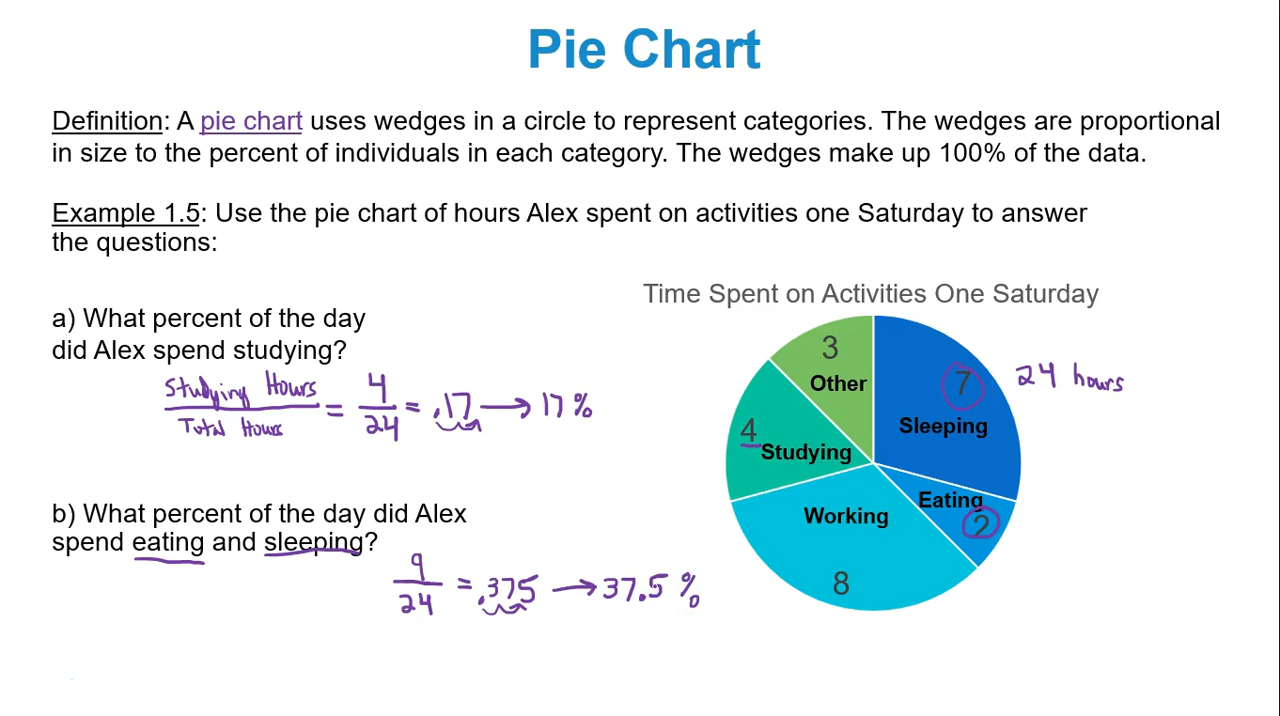 Pie Chart
Definition: A pie chart uses wedges in a circle to represent categories. The wedges are proportional
in size to the percent of individuals in each category. The wedges make up 100% of the data.
Example 1.5: Use the pie chart of hours Alex spent on activities one Saturday to answer
the questions:
a) What percent of the day
did Alex spend studying?
Studying Hours
Total Hours
= 4/24 = .17 → 17%
b) What percent of the day did Alex
spend eating and sleeping?
9/24 = .375 → 37.5%
Time Spent on Activities One Saturday
3
Other
7
Sleeping
24 hours
4
Studying
Eating
2
Working
8